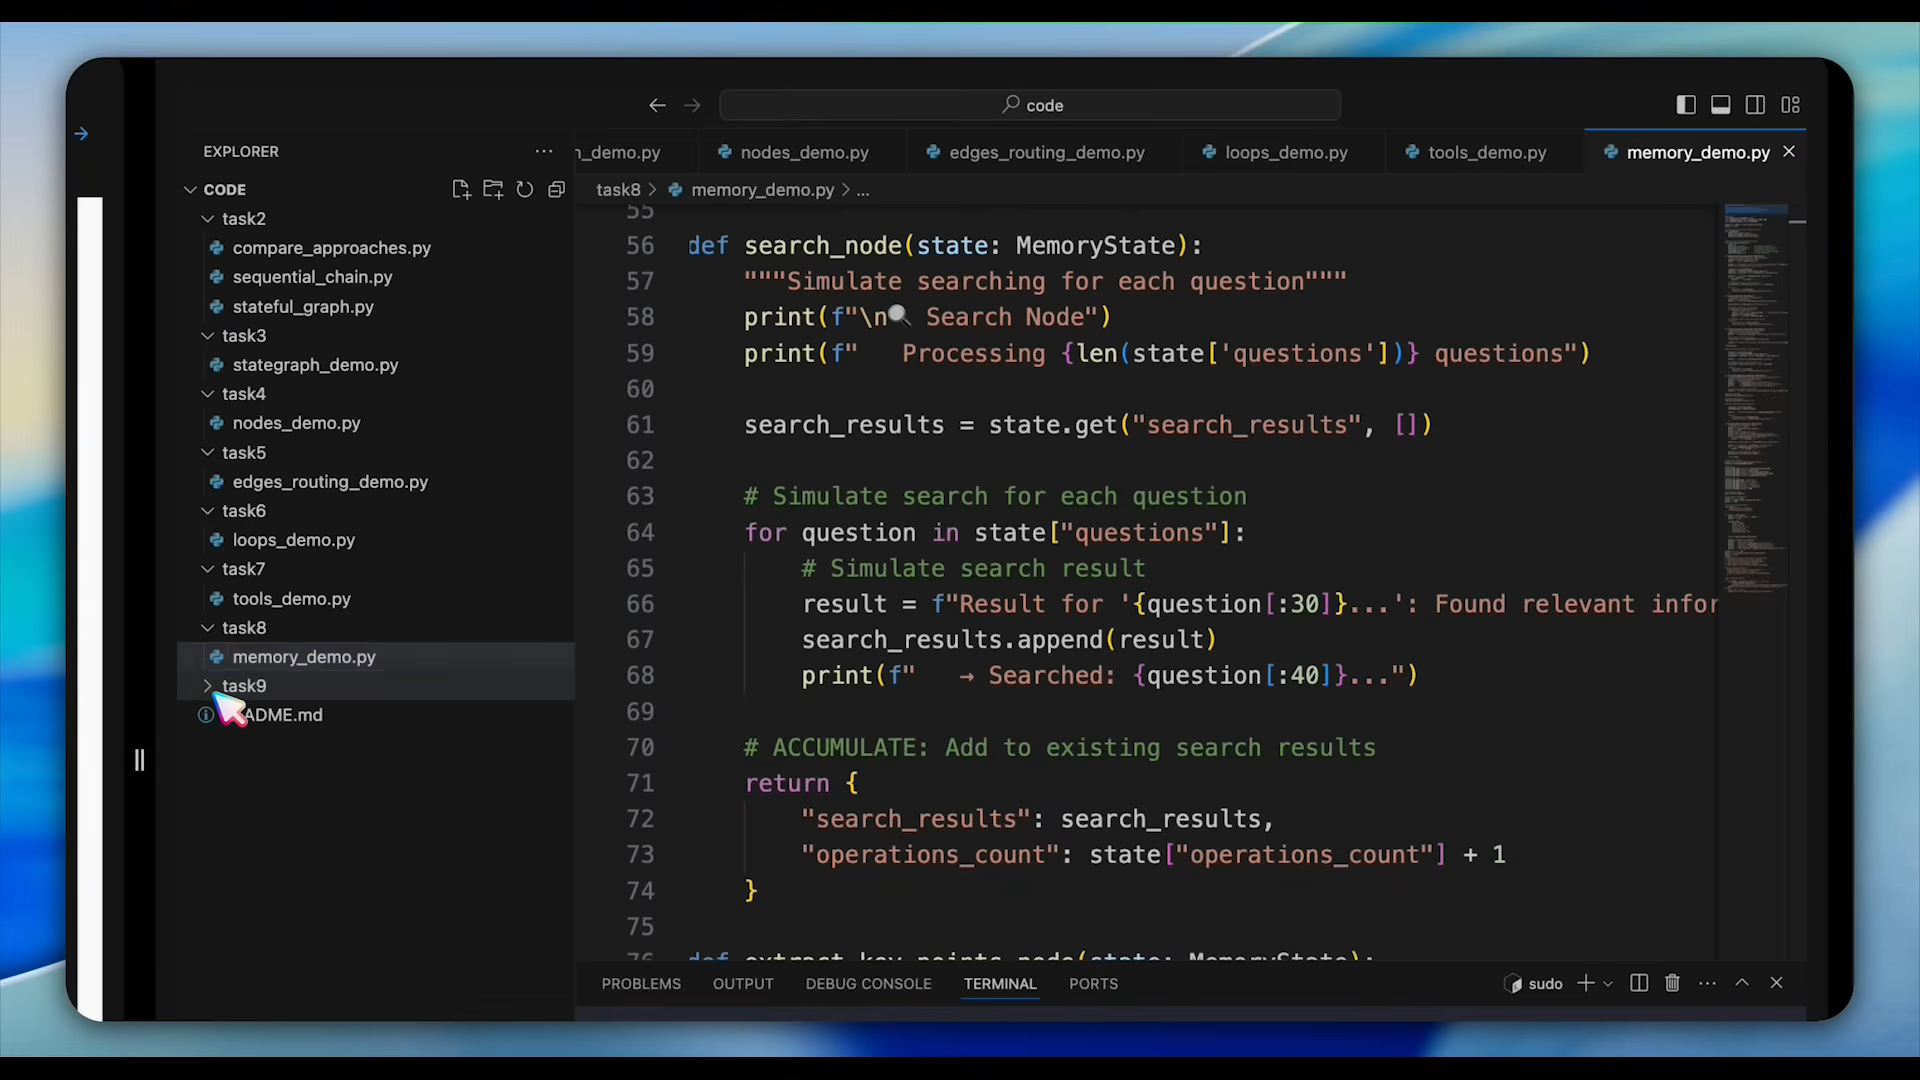 code
EXPLORER
n_demo.py
nodes_demo.py
edges_routing_demo.py
loops_demo.py
tools_demo.py
memory_demo.py
CODE
task8 > memory_demo.py > ...
task2
compare_approaches.py
sequential_chain.py
stateful_graph.py
task3
stategraph_demo.py
task4
nodes_demo.py
task5
edges_routing_demo.py
task6
loops_demo.py
task7
tools_demo.py
task8
memory_demo.py
task9
ADME.md
55
56 def search_node(state: MemoryState):
57 """Simulate searching for each question"""
58 print(f"\n🔍 Search Node")
59 print(f"   Processing {len(state['questions'])} questions")
60
61 search_results = state.get("search_results", [])
62
63 # Simulate search for each question
64 for question in state["questions"]:
65 # Simulate search result
66 result = f"Result for '{question[:30]}...': Found relevant infor
67 search_results.append(result)
68 print(f"   → Searched: {question[:40]}...")
69
70 # ACCUMULATE: Add to existing search results
71 return {
72 "search_results": search_results,
73 "operations_count": state["operations_count"] + 1
74 }
75
76 def extract_key_points_node(state: MemoryState):
PROBLEMS
OUTPUT
DEBUG CONSOLE
TERMINAL
PORTS
sudo